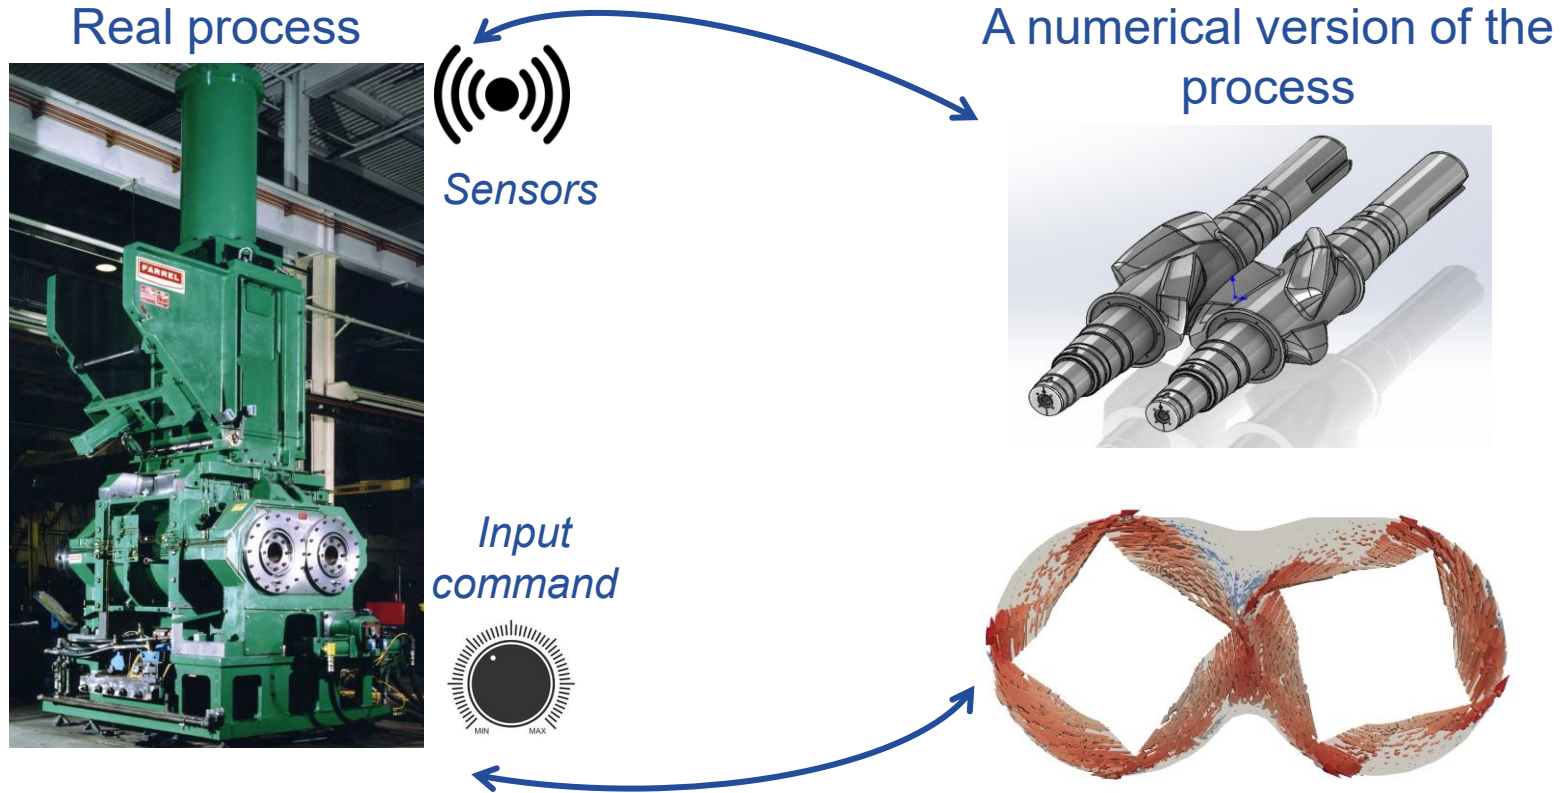 Real process
A numerical version of the
process
Sensors
FARREL
Input
command
MIN
MAX